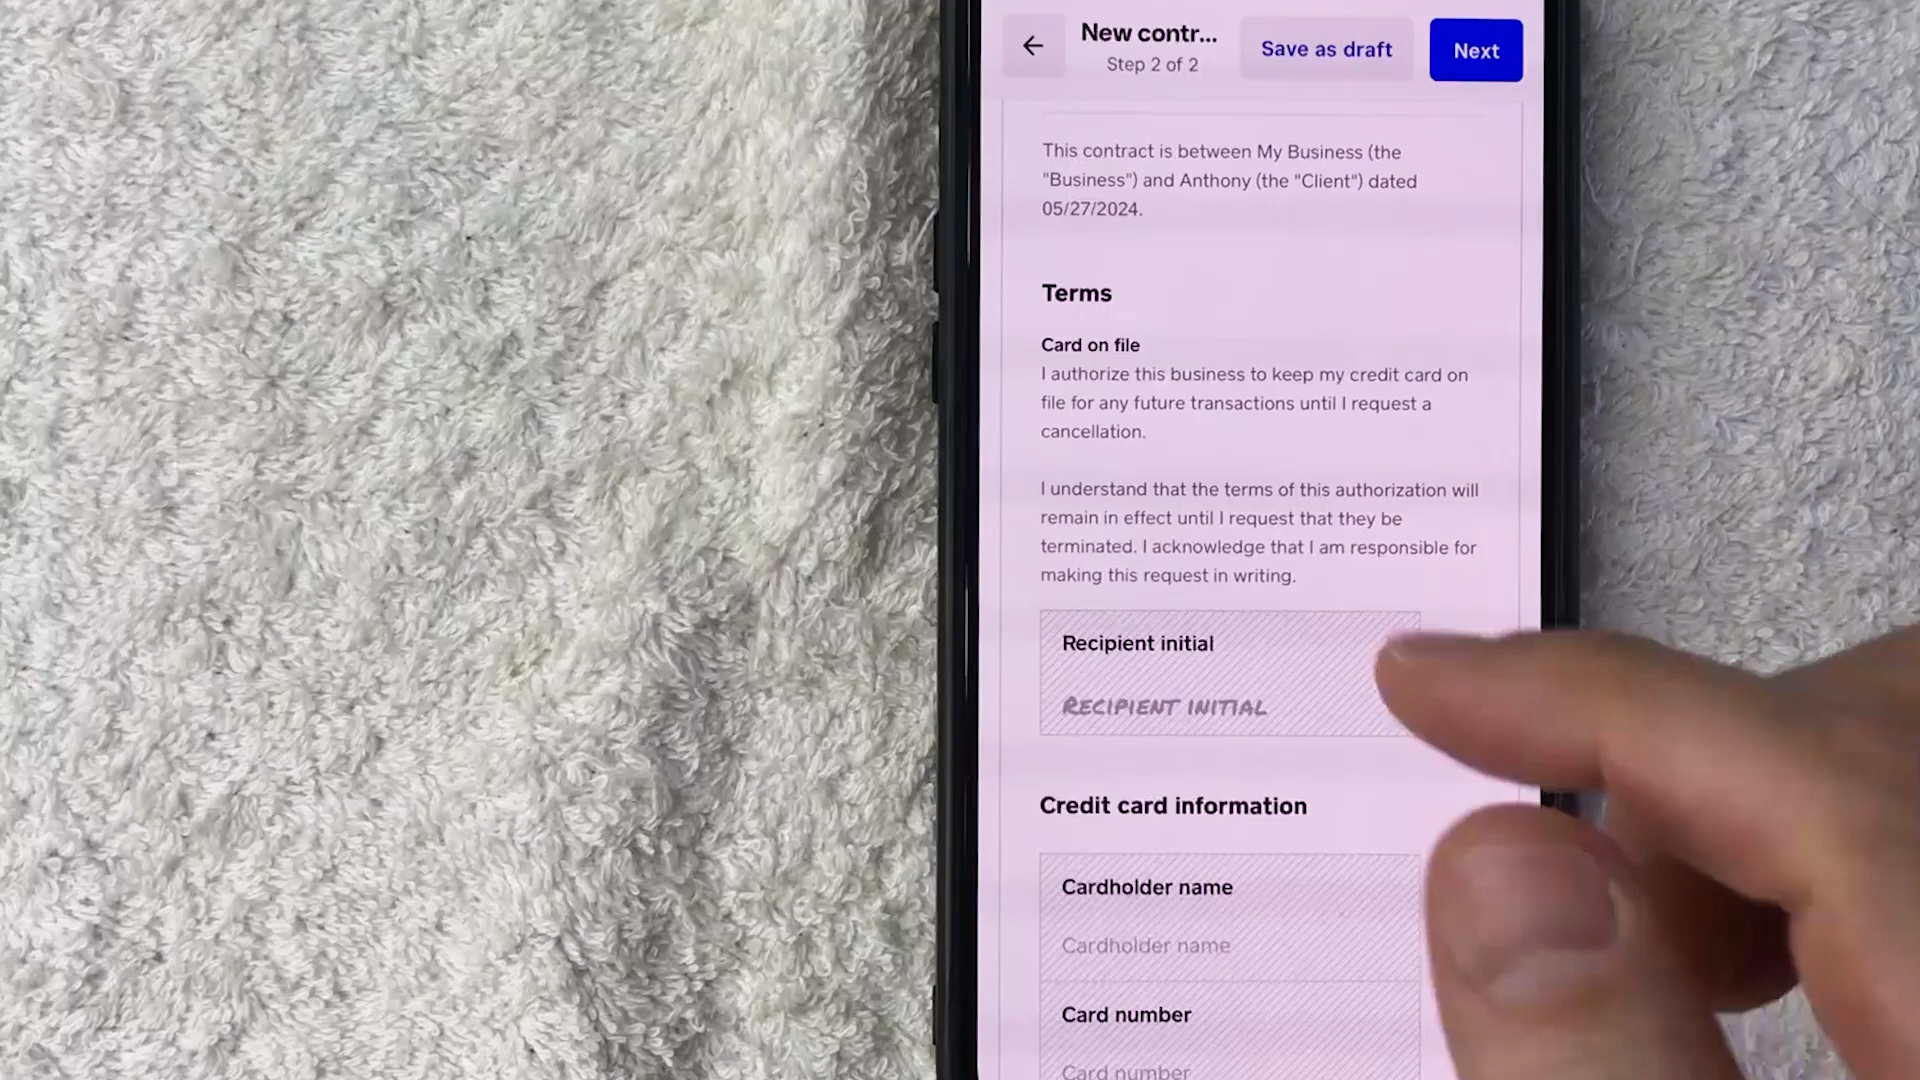 New contr...
Step 2 of 2
Save as draft
Next
This contract is between My Business (the
"Business") and Anthony (the "Client") dated
05/27/2024.
Terms
Card on file
I authorize this business to keep my credit card on
file for any future transactions until I request a
cancellation.
I understand that the terms of this authorization will
remain in effect until I request that they be
terminated. I acknowledge that I am responsible for
making this request in writing.
Recipient initial
RECIPIENT INITIAL
Credit card information
Cardholder name
Cardholder name
Card number
Card number